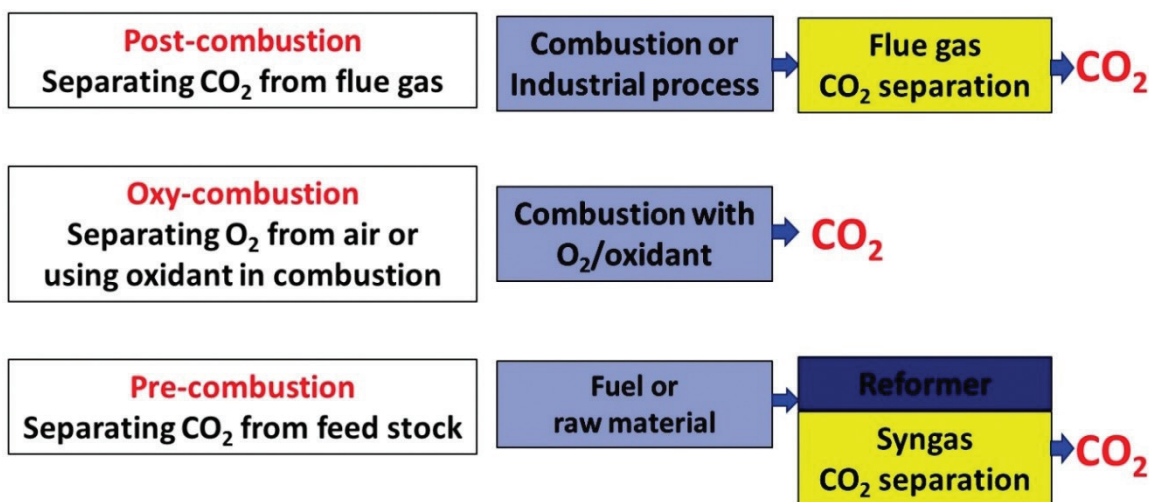 Post-combustion
Separating CO₂ from flue gas
Combustion or
Industrial process
Flue gas
CO₂ separation
CO₂
Oxy-combustion
Separating O₂ from air or
using oxidant in combustion
Combustion with
O₂/oxidant
CO₂
Pre-combustion
Separating CO₂ from feed stock
Fuel or
raw material
Reformer
Syngas
CO₂ separation
CO₂